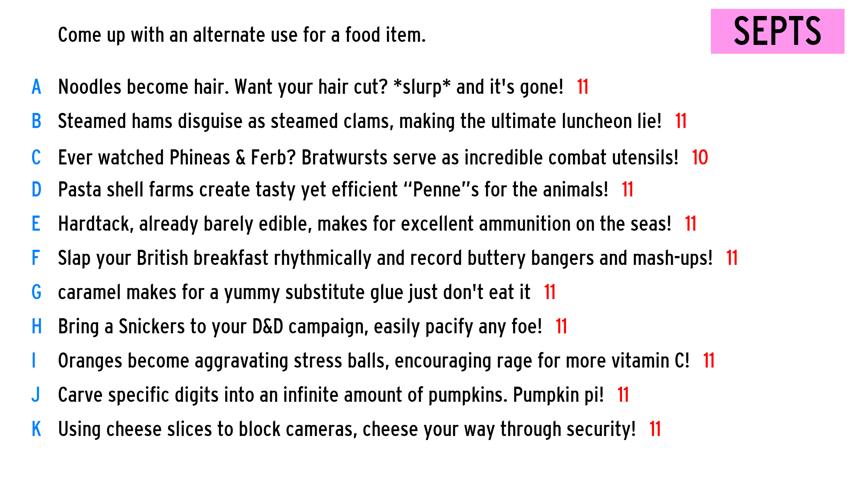 Come up with an alternate use for a food item.
SEPTS
A Noodles become hair. Want your hair cut? *slurp* and it's gone! 11
B Steamed hams disguise as steamed clams, making the ultimate luncheon lie! 11
C Ever watched Phineas & Ferb? Bratwursts serve as incredible combat utensils! 10
D Pasta shell farms create tasty yet efficient “Penne”s for the animals! 11
E Hardtack, already barely edible, makes for excellent ammunition on the seas! 11
F Slap your British breakfast rhythmically and record buttery bangers and mash-ups! 11
G caramel makes for a yummy substitute glue just don't eat it 11
H Bring a Snickers to your D&D campaign, easily pacify any foe! 11
I Oranges become aggravating stress balls, encouraging rage for more vitamin C! 11
J Carve specific digits into an infinite amount of pumpkins. Pumpkin pi! 11
K Using cheese slices to block cameras, cheese your way through security! 11